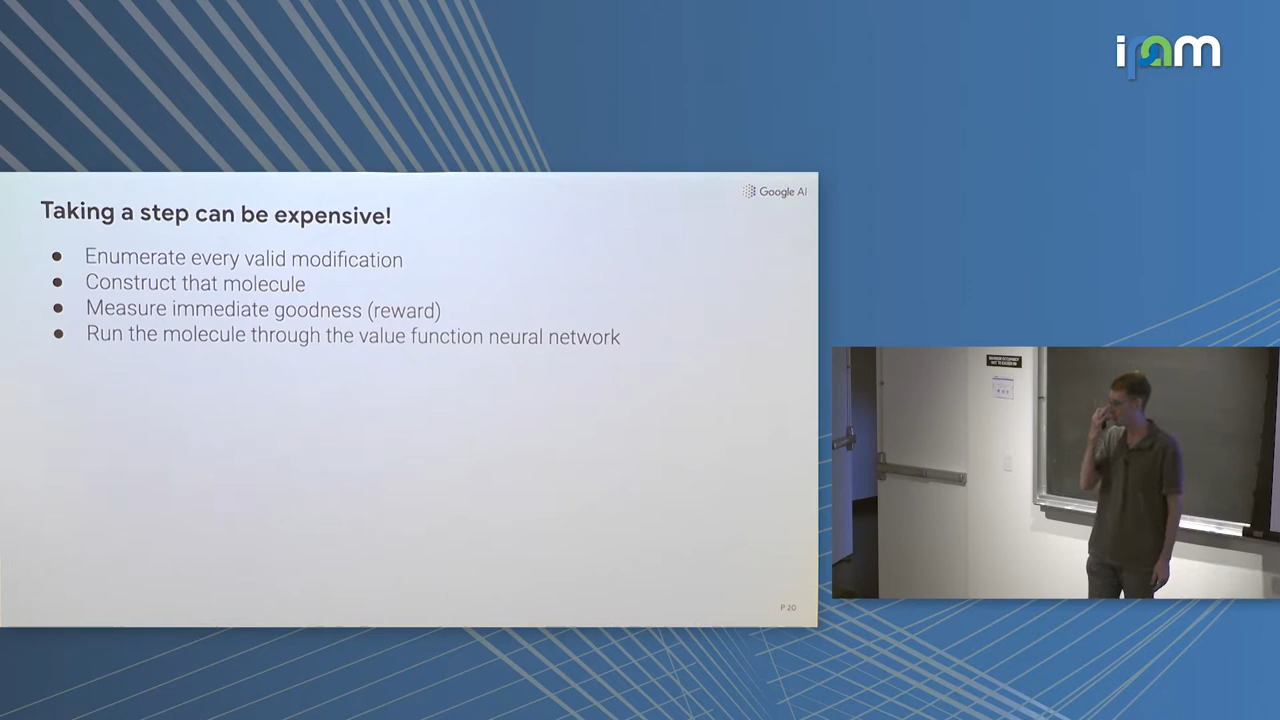 ipam
Google AI
Taking a step can be expensive!
● Enumerate every valid modification
● Construct that molecule
● Measure immediate goodness (reward)
● Run the molecule through the value function neural network
P 20